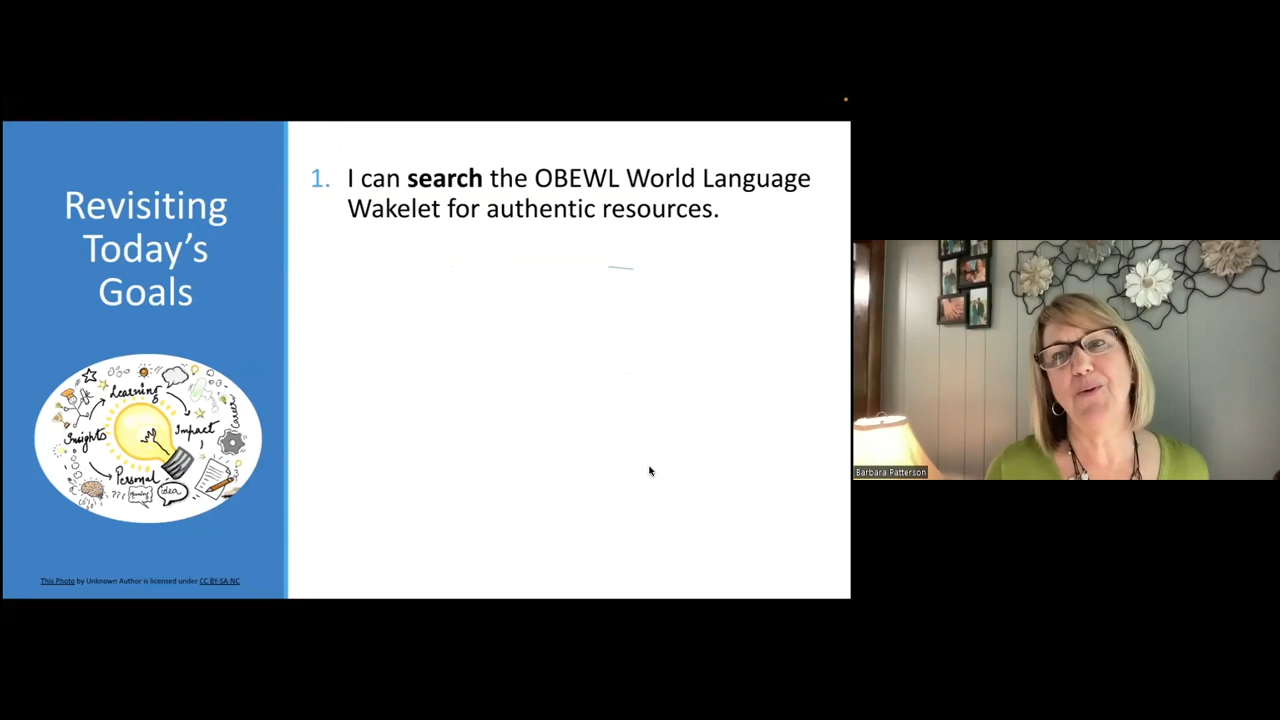 Revisiting
Today's
Goals
1. I can search the OBEWL World Language
Wakelet for authentic resources.
Learning
Insights
Impact
Career
Personal
idea
This Photo by Unknown Author is licensed under CC BY-SA-NC
Barbara Patterson